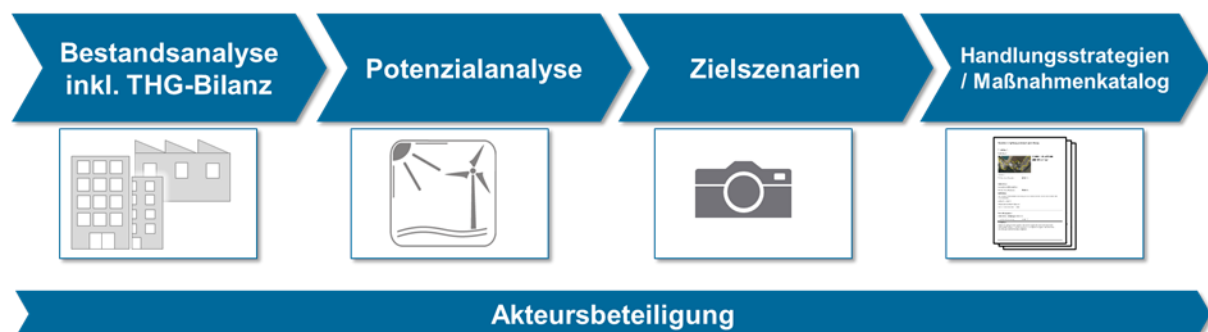 Bestandsanalyse
inkl. THG-Bilanz
Potenzialanalyse
Zielszenarien
Handlungsstrategien
/ Maßnahmenkatalog
Akteursbeteiligung